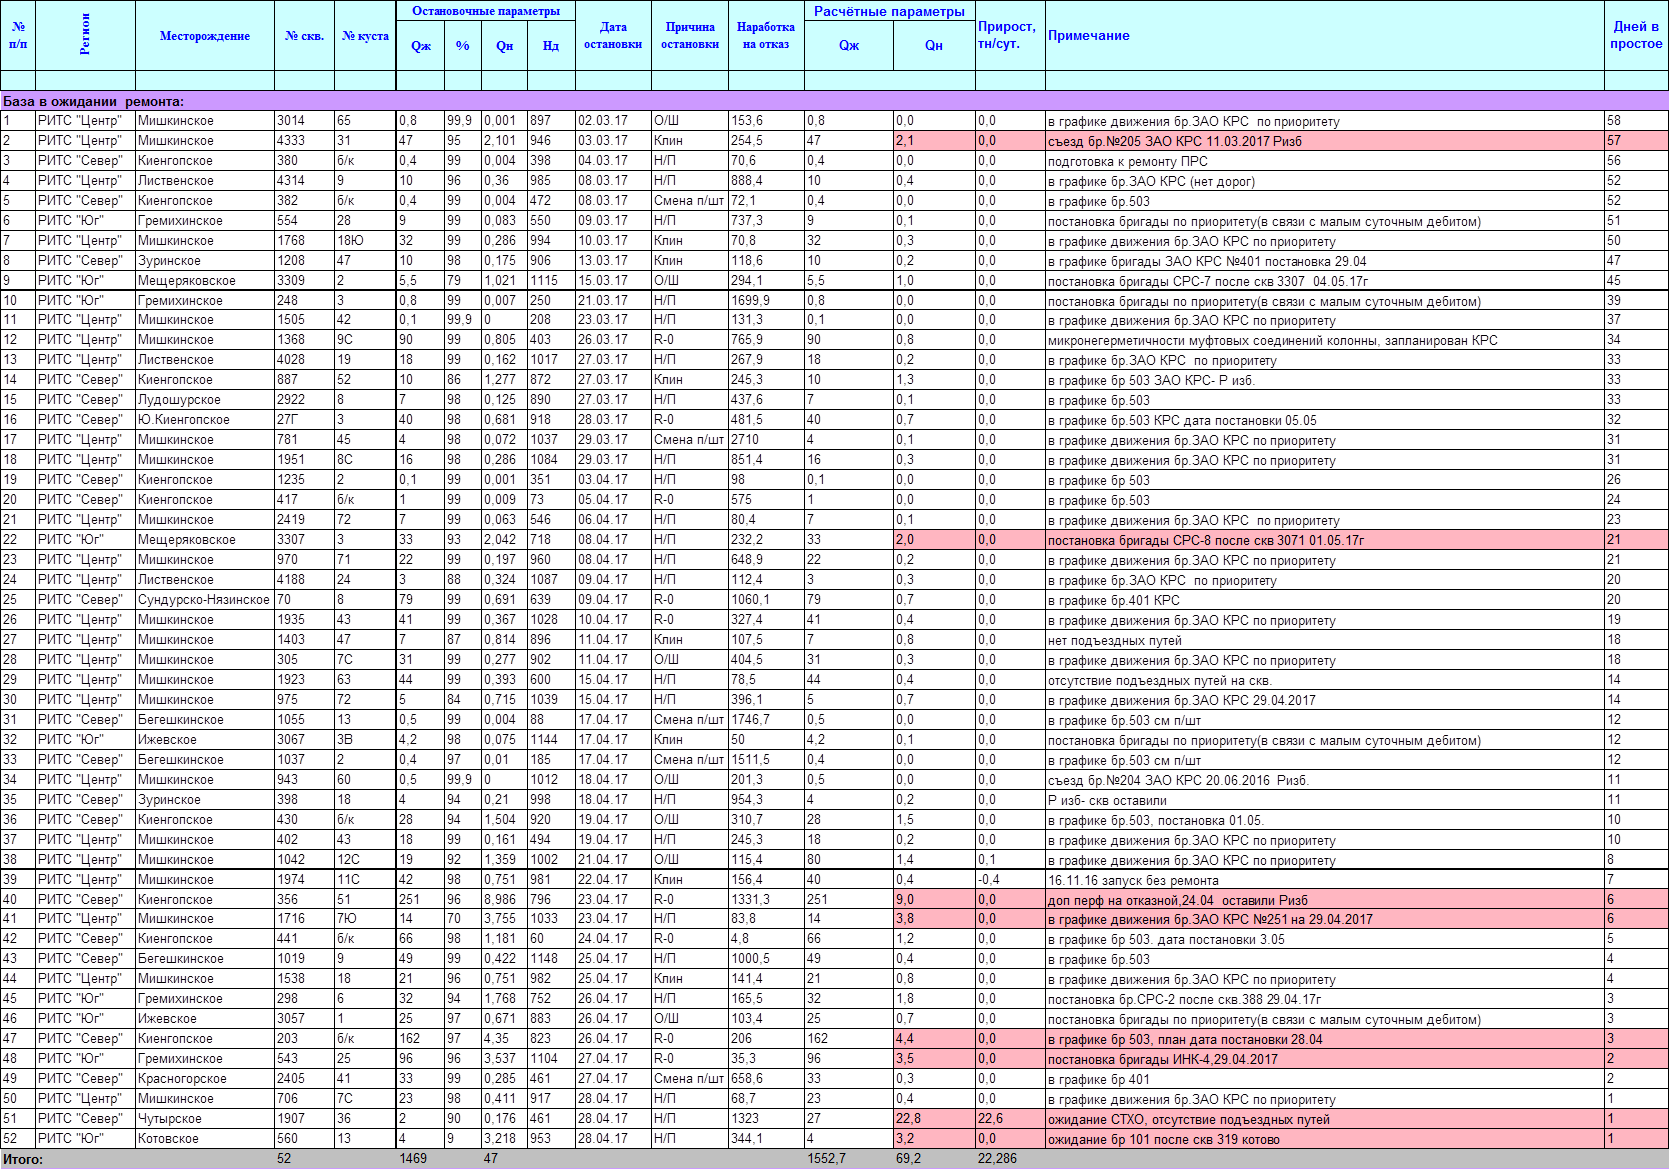 № п/п Регион Месторождение № скв. № куста Остановочные параметры Qж % Qн Нд Дата остановки Причина остановки Наработка на отказ Расчётные параметры Qж Qн Прирост, тн/сут. Примечание Дней в простое
База в ожидании ремонта:
1 РИТС "Центр" Мишкинское 3014 65 0,8 99,9 0,001 897 02.03.17 О/Ш 153,6 0,8 0,0 0,0 в графике движения бр.ЗАО КРС по приоритету 58
2 РИТС "Центр" Мишкинское 4333 31 47 95 2,101 946 03.03.17 Клин 254,5 47 2,1 0,0 съезд бр.№205 ЗАО КРС 11.03.2017 Ризб 57
3 РИТС "Север" Киенгопское 380 б/к 0,4 99 0,004 398 04.03.17 Н/П 70,6 0,4 0,0 0,0 подготовка к ремонту ПРС 56
4 РИТС "Центр" Лиственское 4314 9 10 96 0,36 985 08.03.17 Н/П 888,4 10 0,4 0,0 в графике бр.ЗАО КРС (нет дорог) 52
5 РИТС "Север" Киенгопское 382 б/к 0,4 99 0,004 472 08.03.17 Смена п/шт 72,1 0,4 0,0 0,0 в графике бр.503 52
6 РИТС "Юг" Гремихинское 554 28 9 99 0,083 550 09.03.17 Н/П 737,3 9 0,1 0,0 постановка бригады по приоритету(в связи с малым суточным дебитом) 51
7 РИТС "Центр" Мишкинское 1768 18Ю 32 99 0,286 994 10.03.17 Клин 70,8 32 0,3 0,0 в графике движения бр.ЗАО КРС по приоритету 50
8 РИТС "Север" Зуринское 1208 47 10 98 0,175 906 13.03.17 Клин 118,6 10 0,2 0,0 в графике бригады ЗАО КРС №401 постановка 29.04 47
9 РИТС "Юг" Мещеряковское 3309 2 5,5 79 1,021 1115 15.03.17 О/Ш 294,1 5,5 1,0 0,0 постановка бригады СРС-7 после скв 3307 04.05.17г 45
10 РИТС "Юг" Гремихинское 248 3 0,8 99 0,007 250 21.03.17 Н/П 1699,9 0,8 0,0 0,0 постановка бригады по приоритету(в связи с малым суточным дебитом) 39
11 РИТС "Центр" Мишкинское 1505 42 0,1 99,9 0 208 23.03.17 Н/П 131,3 0,1 0,0 0,0 в графике движения бр.ЗАО КРС по приоритету 37
12 РИТС "Центр" Мишкинское 1368 9С 90 99 0,805 403 26.03.17 R-0 765,9 90 0,8 0,0 микронегерметичности муфтовых соединений колонны, запланирован КРС 34
13 РИТС "Центр" Лиственское 4028 19 18 99 0,162 1017 27.03.17 Н/П 267,9 18 0,2 0,0 в графике бр.ЗАО КРС по приоритету 33
14 РИТС "Север" Киенгопское 887 52 10 86 1,277 872 27.03.17 Клин 245,3 10 1,3 0,0 в графике бр 503 ЗАО КРС- Р изб. 33
15 РИТС "Север" Лудошурское 2922 8 7 98 0,125 890 27.03.17 Н/П 437,6 7 0,1 0,0 в графике бр.503 33
16 РИТС "Север" Ю.Киенгопское 27Г 3 40 98 0,681 918 28.03.17 R-0 481,5 40 0,7 0,0 в графике бр.503 КРС дата постановки 05.05 32
17 РИТС "Центр" Мишкинское 781 45 4 98 0,072 1037 29.03.17 Смена п/шт 2710 4 0,1 0,0 в графике движения бр.ЗАО КРС по приоритету 31
18 РИТС "Центр" Мишкинское 1951 8С 16 98 0,286 1084 29.03.17 Н/П 851,4 16 0,3 0,0 в графике движения бр.ЗАО КРС по приоритету 31
19 РИТС "Север" Киенгопское 1235 2 0,1 99 0,001 351 03.04.17 Н/П 98 0,1 0,0 0,0 в графике бр 503 26
20 РИТС "Север" Киенгопское 417 б/к 1 99 0,009 73 05.04.17 R-0 575 1 0,0 0,0 в графике бр.503 24
21 РИТС "Центр" Мишкинское 2419 72 7 99 0,063 546 06.04.17 Н/П 80,4 7 0,1 0,0 в графике движения бр.ЗАО КРС по приоритету 23
22 РИТС "Юг" Мещеряковское 3307 3 33 93 2,042 718 08.04.17 Н/П 232,2 33 2,0 0,0 постановка бригады СРС-8 после скв 3071 01.05.17г 21
23 РИТС "Центр" Мишкинское 970 71 22 99 0,197 960 08.04.17 Н/П 648,9 22 0,2 0,0 в графике движения бр.ЗАО КРС по приоритету 21
24 РИТС "Центр" Лиственское 4188 24 3 88 0,324 1087 09.04.17 Н/П 112,4 3 0,3 0,0 в графике бр.ЗАО КРС по приоритету 20
25 РИТС "Север" Сундурско-Нязинское 70 8 79 99 0,691 639 09.04.17 R-0 1060,1 79 0,7 0,0 в графике бр.401 КРС 20
26 РИТС "Центр" Мишкинское 1935 43 41 99 0,367 1028 10.04.17 R-0 327,4 41 0,4 0,0 в графике движения бр.ЗАО КРС по приоритету 19
27 РИТС "Центр" Мишкинское 1403 47 7 87 0,814 896 11.04.17 Клин 107,5 7 0,8 0,0 нет подъездных путей 18
28 РИТС "Центр" Мишкинское 305 7С 31 99 0,277 902 11.04.17 О/Ш 404,5 31 0,3 0,0 в графике движения бр.ЗАО КРС по приоритету 18
29 РИТС "Центр" Мишкинское 1923 63 44 99 0,393 600 15.04.17 Н/П 78,5 44 0,4 0,0 отсутствие подъездных путей на скв. 14
30 РИТС "Центр" Мишкинское 975 72 5 84 0,715 1039 15.04.17 Н/П 396,1 5 0,7 0,0 в графике движения бр.ЗАО КРС 29.04.2017 14
31 РИТС "Север" Бегешкинское 1055 13 0,5 99 0,004 88 17.04.17 Смена п/шт 1746,7 0,5 0,0 0,0 в графике бр.503 см п/шт 12
32 РИТС "Юг" Ижевское 3067 3В 4,2 98 0,075 1144 17.04.17 Клин 50 4,2 0,1 0,0 постановка бригады по приоритету(в связи с малым суточным дебитом) 12
33 РИТС "Север" Бегешкинское 1037 2 0,4 97 0,01 185 17.04.17 Смена п/шт 1511,5 0,4 0,0 0,0 в графике бр.503 см п/шт 12
34 РИТС "Центр" Мишкинское 943 60 0,5 99,9 0 1012 18.04.17 О/Ш 201,3 0,5 0,0 0,0 съезд бр.№204 ЗАО КРС 20.06.2016 Ризб. 11
35 РИТС "Север" Зуринское 398 18 4 94 0,21 998 18.04.17 Н/П 954,3 4 0,2 0,0 Р изб- скв оставили 11
36 РИТС "Север" Киенгопское 430 б/к 28 94 1,504 920 19.04.17 О/Ш 310,7 28 1,5 0,0 в графике бр.503, постановка 01.05. 10
37 РИТС "Центр" Мишкинское 402 43 18 99 0,161 494 19.04.17 Н/П 245,3 18 0,2 0,0 в графике движения бр.ЗАО КРС по приоритету 10
38 РИТС "Центр" Мишкинское 1042 12С 19 92 1,359 1002 21.04.17 О/Ш 115,4 80 1,4 0,1 в графике движения бр.ЗАО КРС по приоритету 8
39 РИТС "Центр" Мишкинское 1974 11С 42 98 0,751 981 22.04.17 Клин 156,4 40 0,4 -0,4 16.11.16 запуск без ремонта 7
40 РИТС "Север" Киенгопское 356 51 251 96 8,986 796 23.04.17 R-0 1331,3 251 9,0 0,0 доп перф на отказной,24.04 оставили Ризб 6
41 РИТС "Центр" Мишкинское 1716 7Ю 14 70 3,755 1033 23.04.17 Н/П 83,8 14 3,8 0,0 в графике движения бр.ЗАО КРС №251 на 29.04.2017 6
42 РИТС "Север" Киенгопское 441 б/к 66 98 1,181 60 24.04.17 R-0 4,8 66 1,2 0,0 в графике бр 503. дата постановки 3.05 5
43 РИТС "Север" Бегешкинское 1019 9 49 99 0,422 1148 25.04.17 Н/П 1000,5 49 0,4 0,0 в графике бр.503 4
44 РИТС "Центр" Мишкинское 1538 18 21 96 0,751 982 25.04.17 Клин 141,4 21 0,8 0,0 в графике движения бр.ЗАО КРС по приоритету 4
45 РИТС "Юг" Гремихинское 298 6 32 94 1,768 752 26.04.17 Н/П 165,5 32 1,8 0,0 постановка бр.СРС-2 после скв.388 29.04.17г 3
46 РИТС "Юг" Ижевское 3057 1 25 97 0,671 883 26.04.17 О/Ш 103,4 25 0,7 0,0 постановка бригады по приоритету(в связи с малым суточным дебитом) 3
47 РИТС "Север" Киенгопское 203 б/к 162 97 4,35 823 26.04.17 R-0 206 162 4,4 0,0 в графике бр 503, план дата постановки 28.04 3
48 РИТС "Юг" Гремихинское 543 25 96 96 3,537 1104 27.04.17 R-0 35,3 96 3,5 0,0 постановка бригады ИНК-4,29.04.2017 2
49 РИТС "Север" Красногорское 2405 41 33 99 0,285 461 27.04.17 Смена п/шт 658,6 33 0,3 0,0 в графике бр 401 2
50 РИТС "Центр" Мишкинское 706 7С 23 98 0,411 917 28.04.17 Н/П 68,7 23 0,4 0,0 в графике движения бр.ЗАО КРС по приоритету 1
51 РИТС "Север" Чутырское 1907 36 2 90 0,176 461 28.04.17 Н/П 1323 27 22,8 22,6 ожидание СТХО, отсутствие подъездных путей 1
52 РИТС "Юг" Котовское 560 13 4 9 3,218 953 28.04.17 Н/П 344,1 4 3,2 0,0 ожидание бр 101 после скв 319 котово 1
Итого: 52 1469 47 1552,7 69,2 22,286